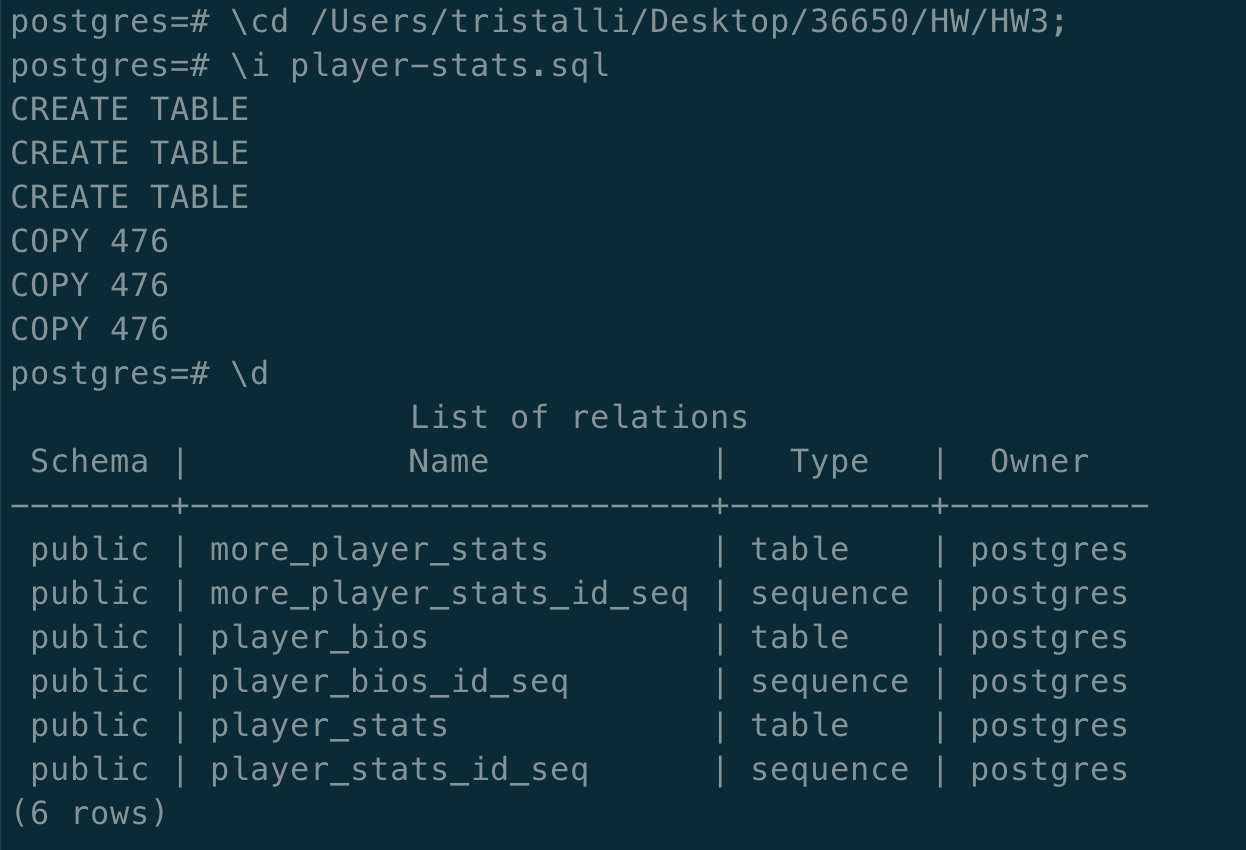 postgres=# \cd /Users/tristalli/Desktop/36650/HW/HW3;
postgres=# \i player-stats.sql
CREATE TABLE
CREATE TABLE
CREATE TABLE
COPY 476
COPY 476
COPY 476
postgres=# \d
                    List of relations
 Schema |           Name           |   Type   |  Owner
--------+--------------------------+----------+----------
 public | more_player_stats        | table    | postgres
 public | more_player_stats_id_seq | sequence | postgres
 public | player_bios              | table    | postgres
 public | player_bios_id_seq       | sequence | postgres
 public | player_stats             | table    | postgres
 public | player_stats_id_seq      | sequence | postgres
(6 rows)